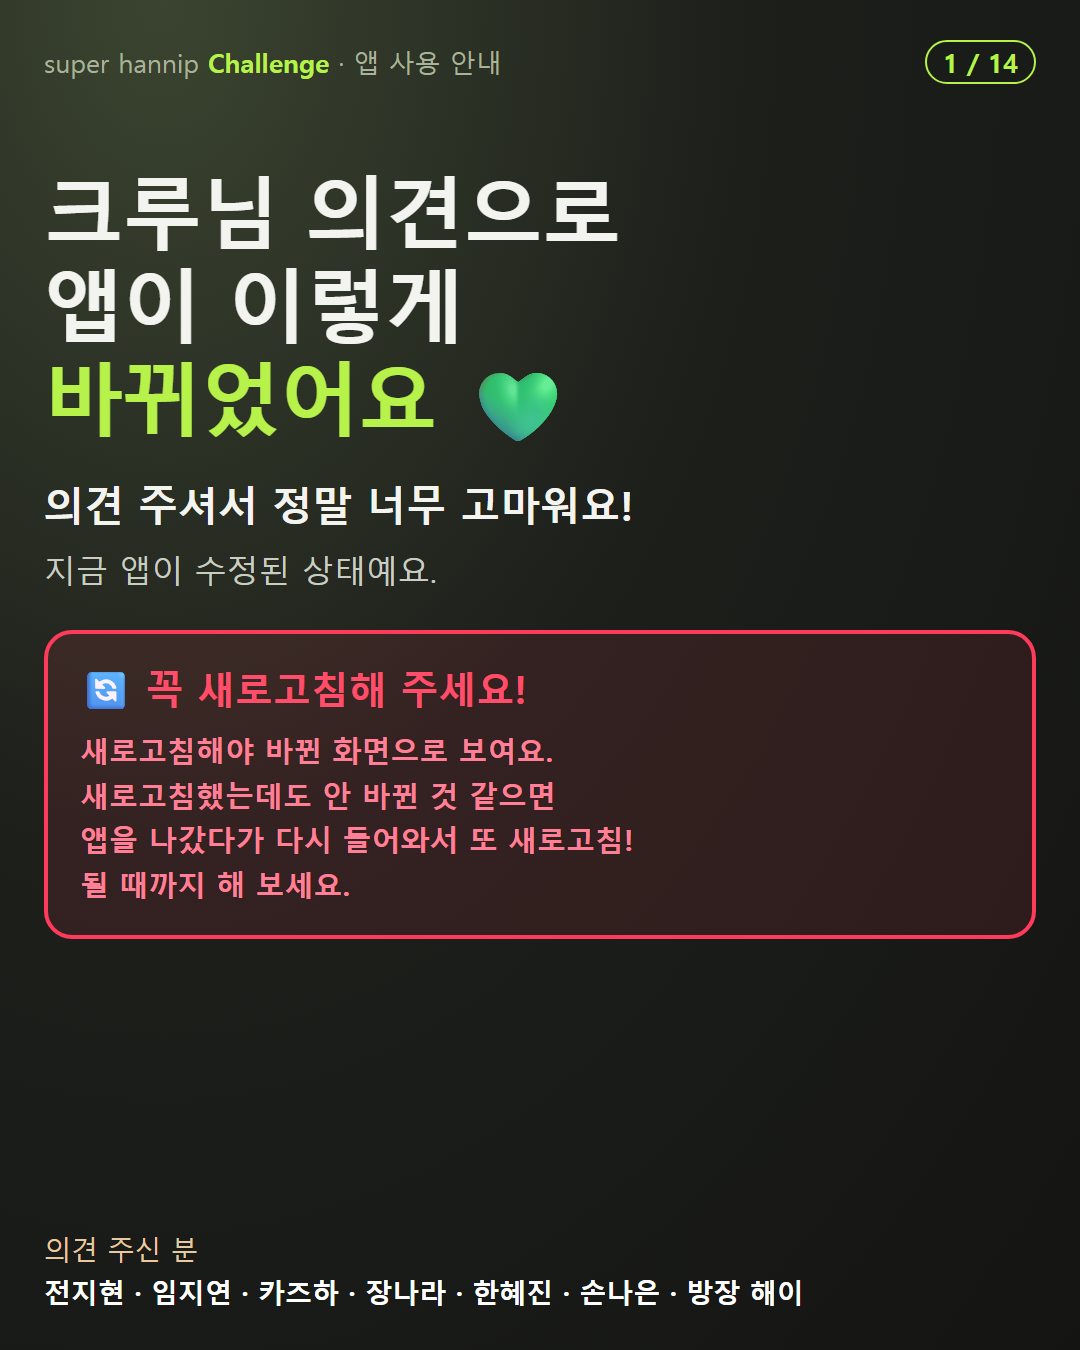 super hannip Challenge · 앱 사용 안내
1 / 14
크루님 의견으로
앱이 이렇게
바뀌었어요 💚
의견 주셔서 정말 너무 고마워요!
지금 앱이 수정된 상태예요.
🔄 꼭 새로고침해 주세요!
새로고침해야 바뀐 화면으로 보여요.
새로고침했는데도 안 바뀐 것 같으면
앱을 나갔다가 다시 들어와서 또 새로고침!
될 때까지 해 보세요.
의견 주신 분
전지현 · 임지연 · 카즈하 · 장나라 · 한혜진 · 손나은 · 방장 해이